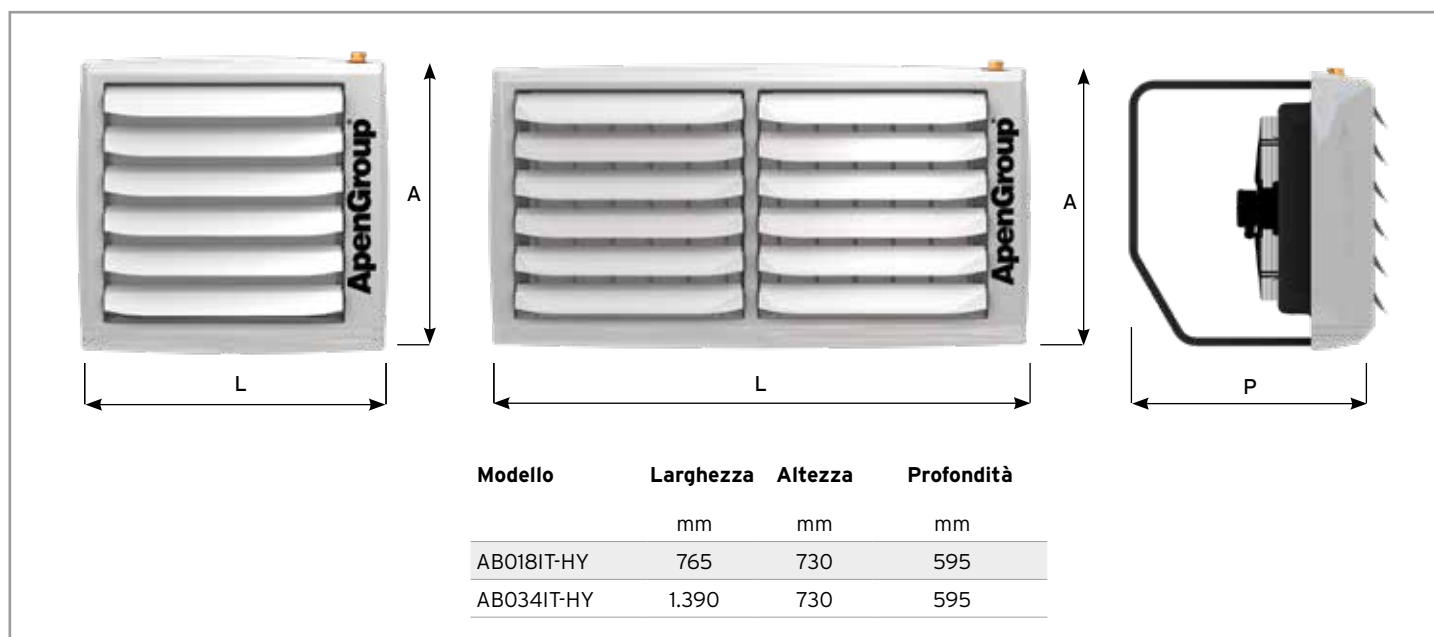 ApenGroup
A
L
ApenGroup
A
L
P
Modello Larghezza Altezza Profondità
mm mm mm
AB018IT-HY 765 730 595
AB034IT-HY 1.390 730 595